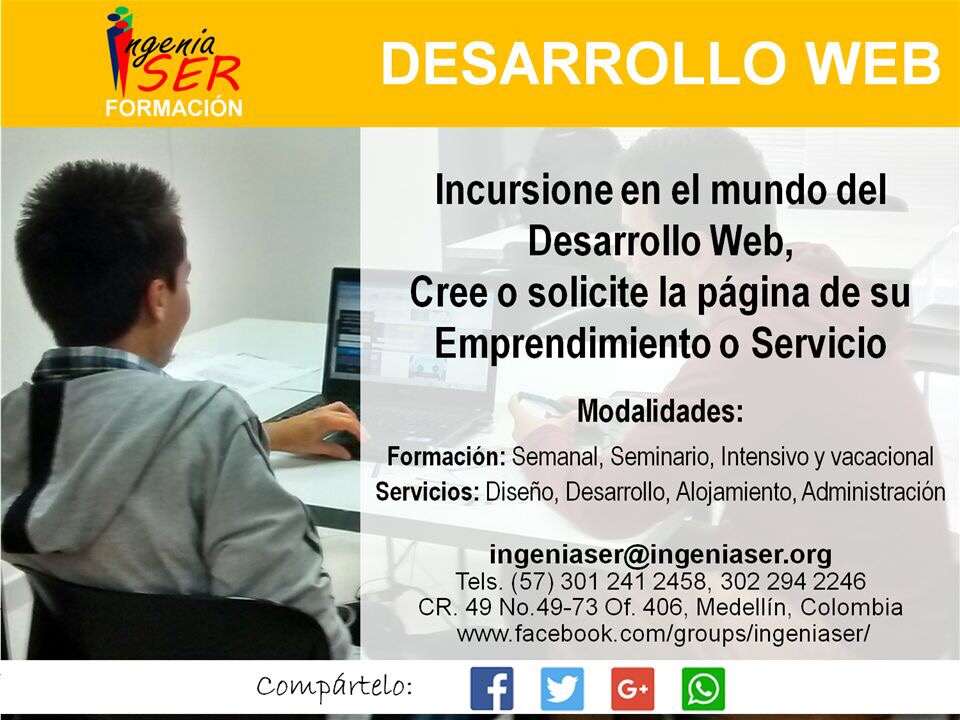 ingenia
SER
FORMACIÓN
DESARROLLO WEB
Incursione en el mundo del
Desarrollo Web,
Cree o solicite la página de su
Emprendimiento o Servicio
Modalidades:
Formación: Semanal, Seminario, Intensivo y vacacional
Servicios: Diseño, Desarrollo, Alojamiento, Administración
ingeniaser@ingeniaser.org
Tels. (57) 301 241 2458, 302 294 2246
CR. 49 No.49-73 Of. 406, Medellín, Colombia
www.facebook.com/groups/ingeniaser/
Compártelo: